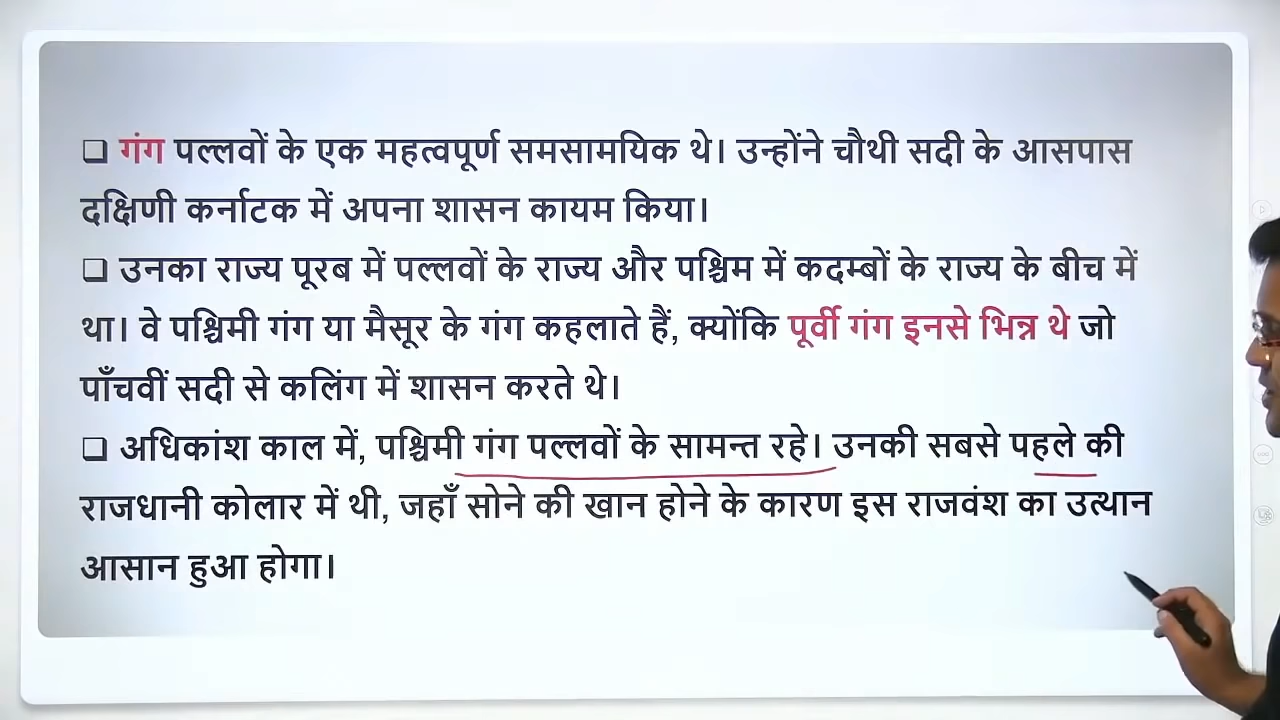 ❑ गंग पल्लवों के एक महत्वपूर्ण समसामयिक थे। उन्होंने चौथी सदी के आसपास
दक्षिणी कर्नाटक में अपना शासन कायम किया।
❑ उनका राज्य पूरब में पल्लवों के राज्य और पश्चिम में कदम्बों के राज्य के बीच में
था। वे पश्चिमी गंग या मैसूर के गंग कहलाते हैं, क्योंकि पूर्वी गंग इनसे भिन्न थे जो
पाँचवीं सदी से कलिंग में शासन करते थे।
❑ अधिकांश काल में, पश्चिमी गंग पल्लवों के सामन्त रहे। उनकी सबसे पहले की
राजधानी कोलार में थी, जहाँ सोने की खान होने के कारण इस राजवंश का उत्थान
आसान हुआ होगा।